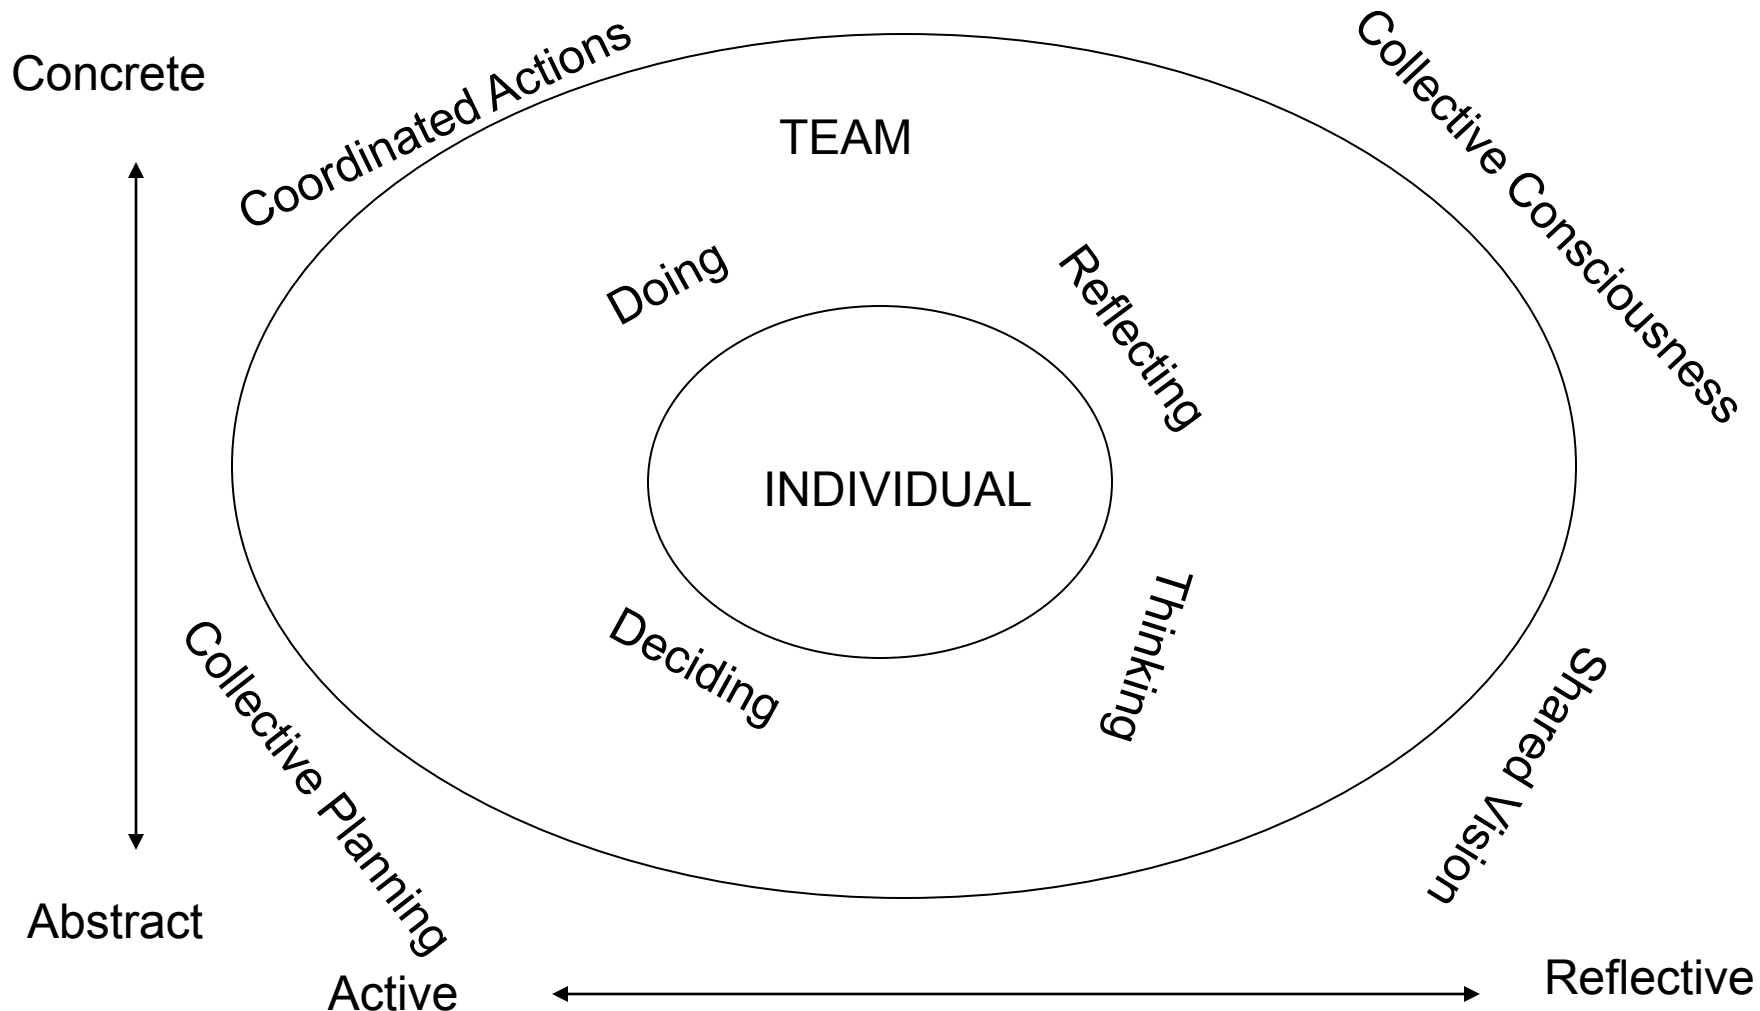 Concrete
Coordinated Actions
Collective Consciousness
TEAM
Doing
Reflecting
INDIVIDUAL
Deciding
Thinking
Collective Planning
Shared Vision
Abstract
Active
Reflective